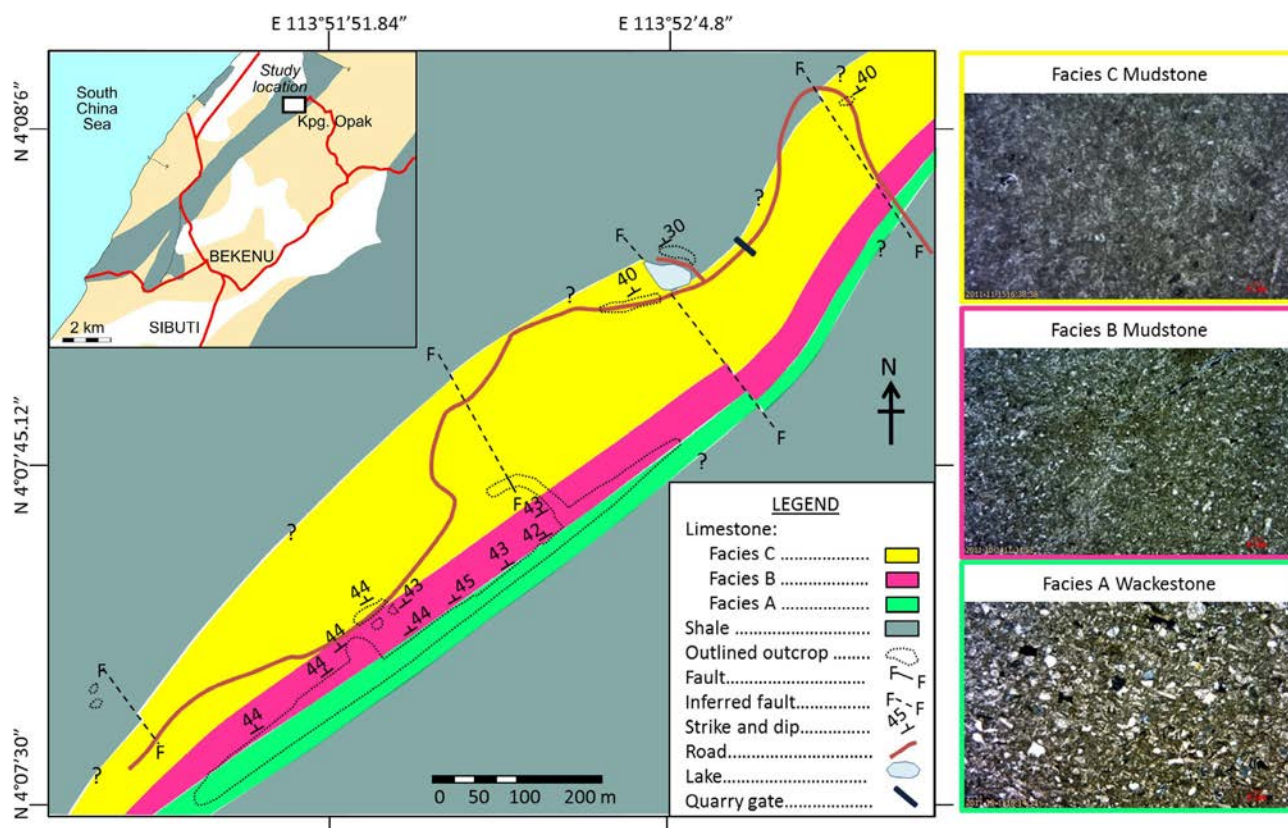 E 113°51’51.84”
E 113°52’4.8”
N 4°08’6”
N 4°07’45.12”
N 4°07’30”
South
China
Sea
Study
location
Kpg. Opak
BEKENU
SIBUTI
2 km
F
?
40
F
?
F
30
?
40
?
F
F
N
F
?
F
43
42
43
?
44
43
45
44
44
44
F
44
F
?
0 50 100 200 m
LEGEND
Limestone:
Facies C ......................
Facies B ......................
Facies A ......................
Shale ...............................
Outlined outcrop ........
Fault...............................
F F
Inferred fault................
F F
Strike and dip...............
45
Road..............................
Lake...............................
Quarry gate..................
Facies C Mudstone
Facies B Mudstone
Facies A Wackestone